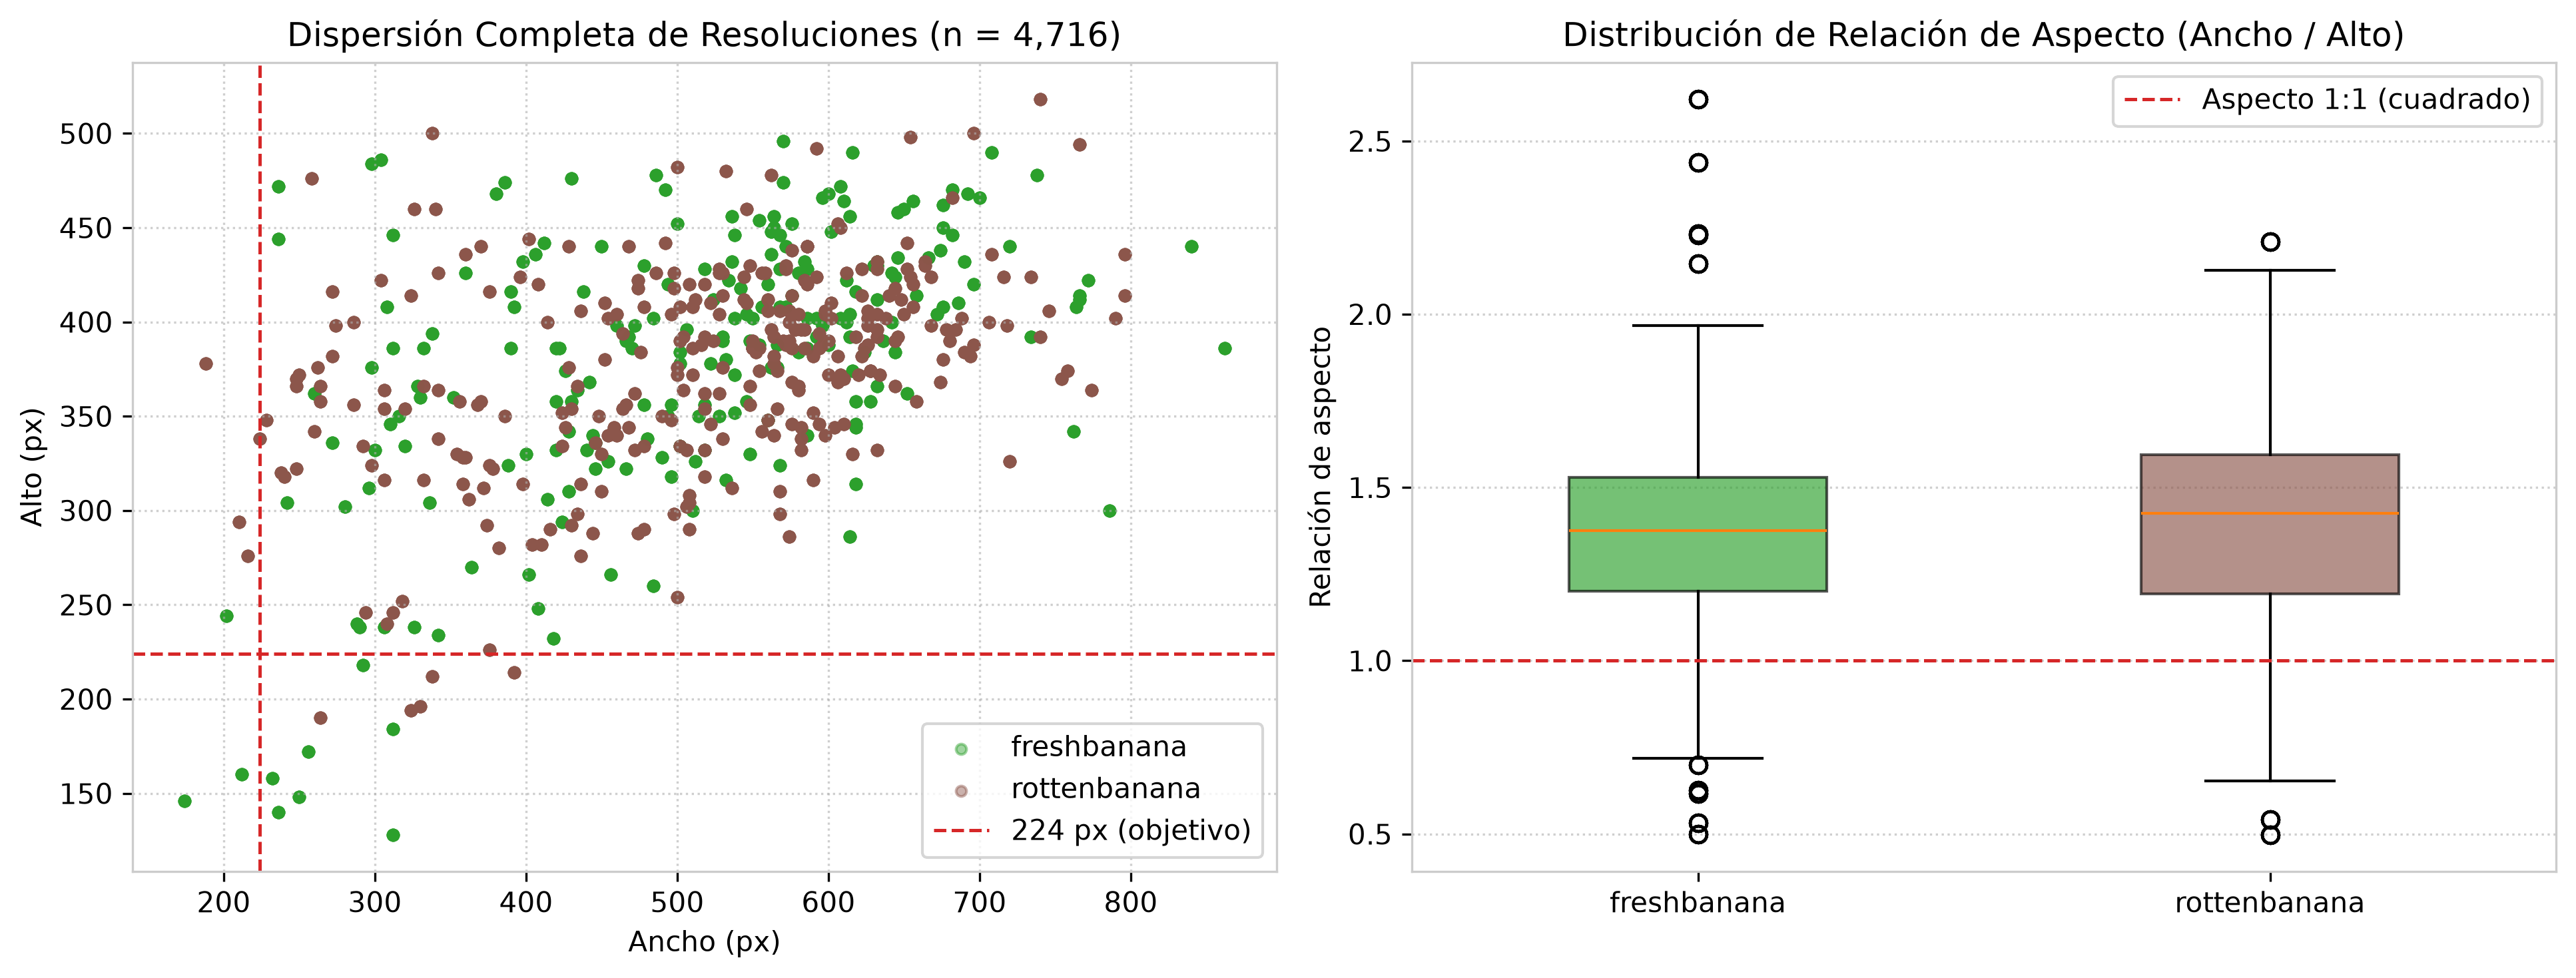 Dispersión Completa de Resoluciones (n = 4,716)
Alto (px)
500
450
400
350
300
250
200
150
200 300 400 500 600 700 800
Ancho (px)
freshbanana
rottenbanana
224 px (objetivo)
Distribución de Relación de Aspecto (Ancho / Alto)
Relación de aspecto
2.5
2.0
1.5
1.0
0.5
freshbanana rottenbanana
Aspecto 1:1 (cuadrado)